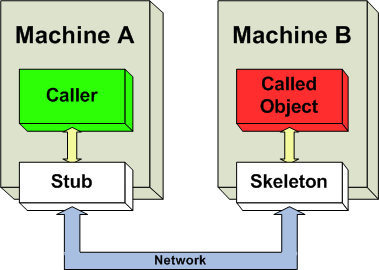 Machine A
Caller
Stub
Machine B
Called
Object
Skeleton
Network